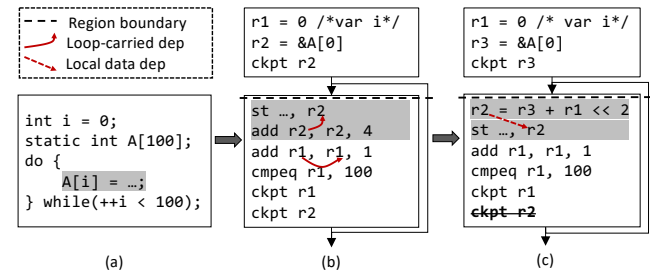 Region boundary
Loop-carried dep
Local data dep
int i = 0;
static int A[100];
do {
A[i] = …;
} while(++i < 100);
(a)
r1 = 0 /*var i*/
r2 = &A[0]
ckpt r2
st …, r2
add r2, r2, 4
add r1, r1, 1
cmpeq r1, 100
ckpt r1
ckpt r2
(b)
r1 = 0 /* var i*/
r3 = &A[0]
ckpt r3
r2 = r3 + r1 << 2
st …, r2
add r1, r1, 1
cmpeq r1, 100
ckpt r1
ckpt r2
(c)